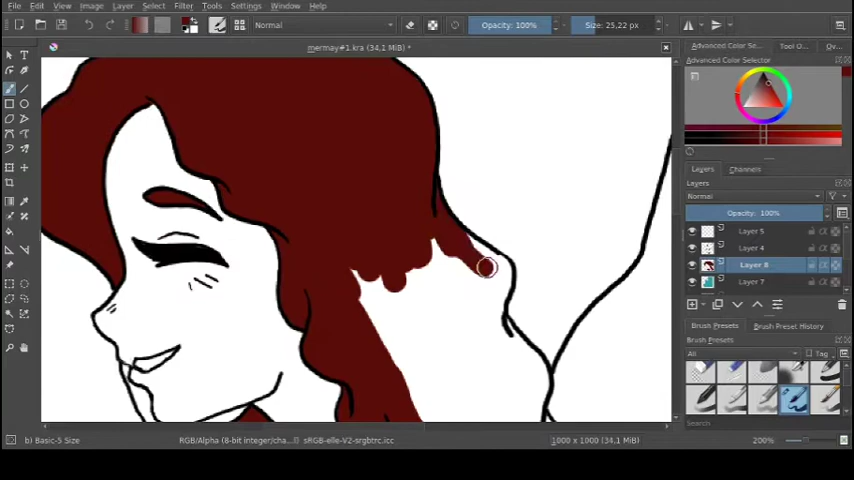 File Edit View Image Layer Select Filter Tools Settings Window Help
Normal Opacity: 100% Size: 25,22 px
mermay#1.kra (34,1 MiB) *
Advanced Color Se... Tool O... Ov...
Advanced Color Selector
Layers Channels
Layers
Normal
Opacity: 100%
Layer 5
Layer 4
Layer 8
Layer 7
Brush Presets Brush Preset History
Brush Presets
All Tag
Search
b) Basic-5 Size RGB/Alpha (8-bit integer/cha...l) sRGB-elle-V2-srgbtrc.icc 1000 x 1000 (34,1 MiB) 200%